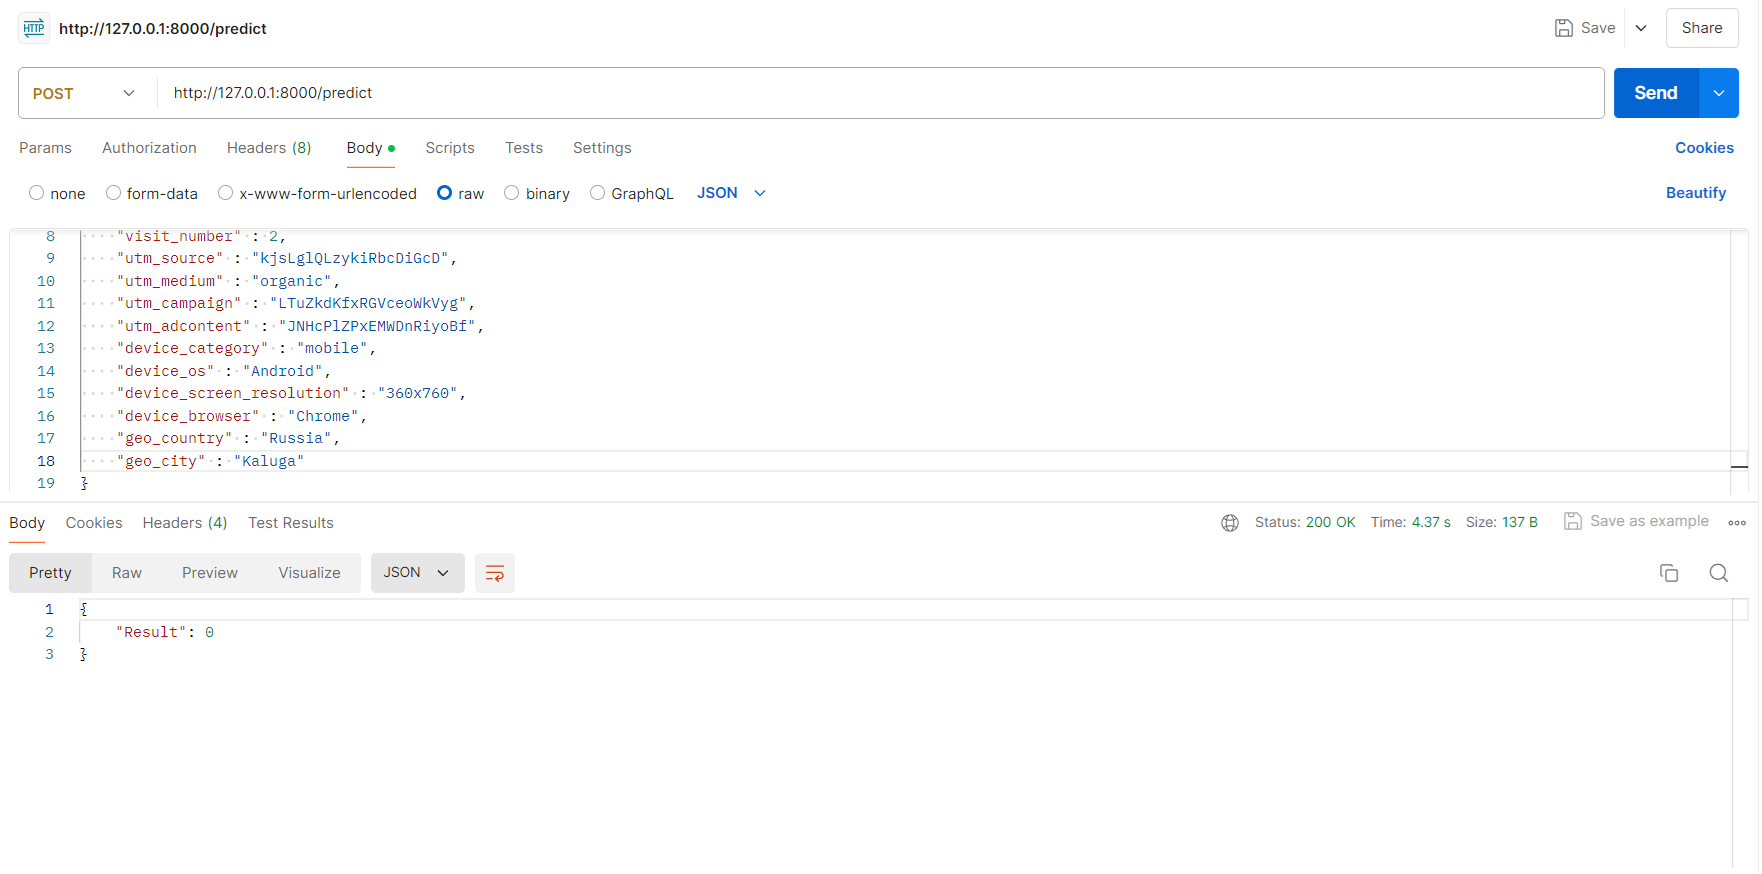 HTTP http://127.0.0.1:8000/predict Save Share
POST http://127.0.0.1:8000/predict Send
Params Authorization Headers (8) Body Scripts Tests Settings Cookies
none form-data x-www-form-urlencoded raw binary GraphQL JSON Beautify
8 "visit_number" : 2,
9 "utm_source" : "kjsLglQLzykiRbcDiGcD",
10 "utm_medium" : "organic",
11 "utm_campaign" : "LTuZkdKfxRGVceoWkVyg",
12 "utm_adcontent" : "JNHcPlZPxEMWDnRiyoBf",
13 "device_category" : "mobile",
14 "device_os" : "Android",
15 "device_screen_resolution" : "360x760",
16 "device_browser" : "Chrome",
17 "geo_country" : "Russia",
18 "geo_city" : "Kaluga"
19 }
Body Cookies Headers (4) Test Results Status: 200 OK Time: 4.37 s Size: 137 B Save as example
Pretty Raw Preview Visualize JSON
1 {
2 "Result": 0
3 }